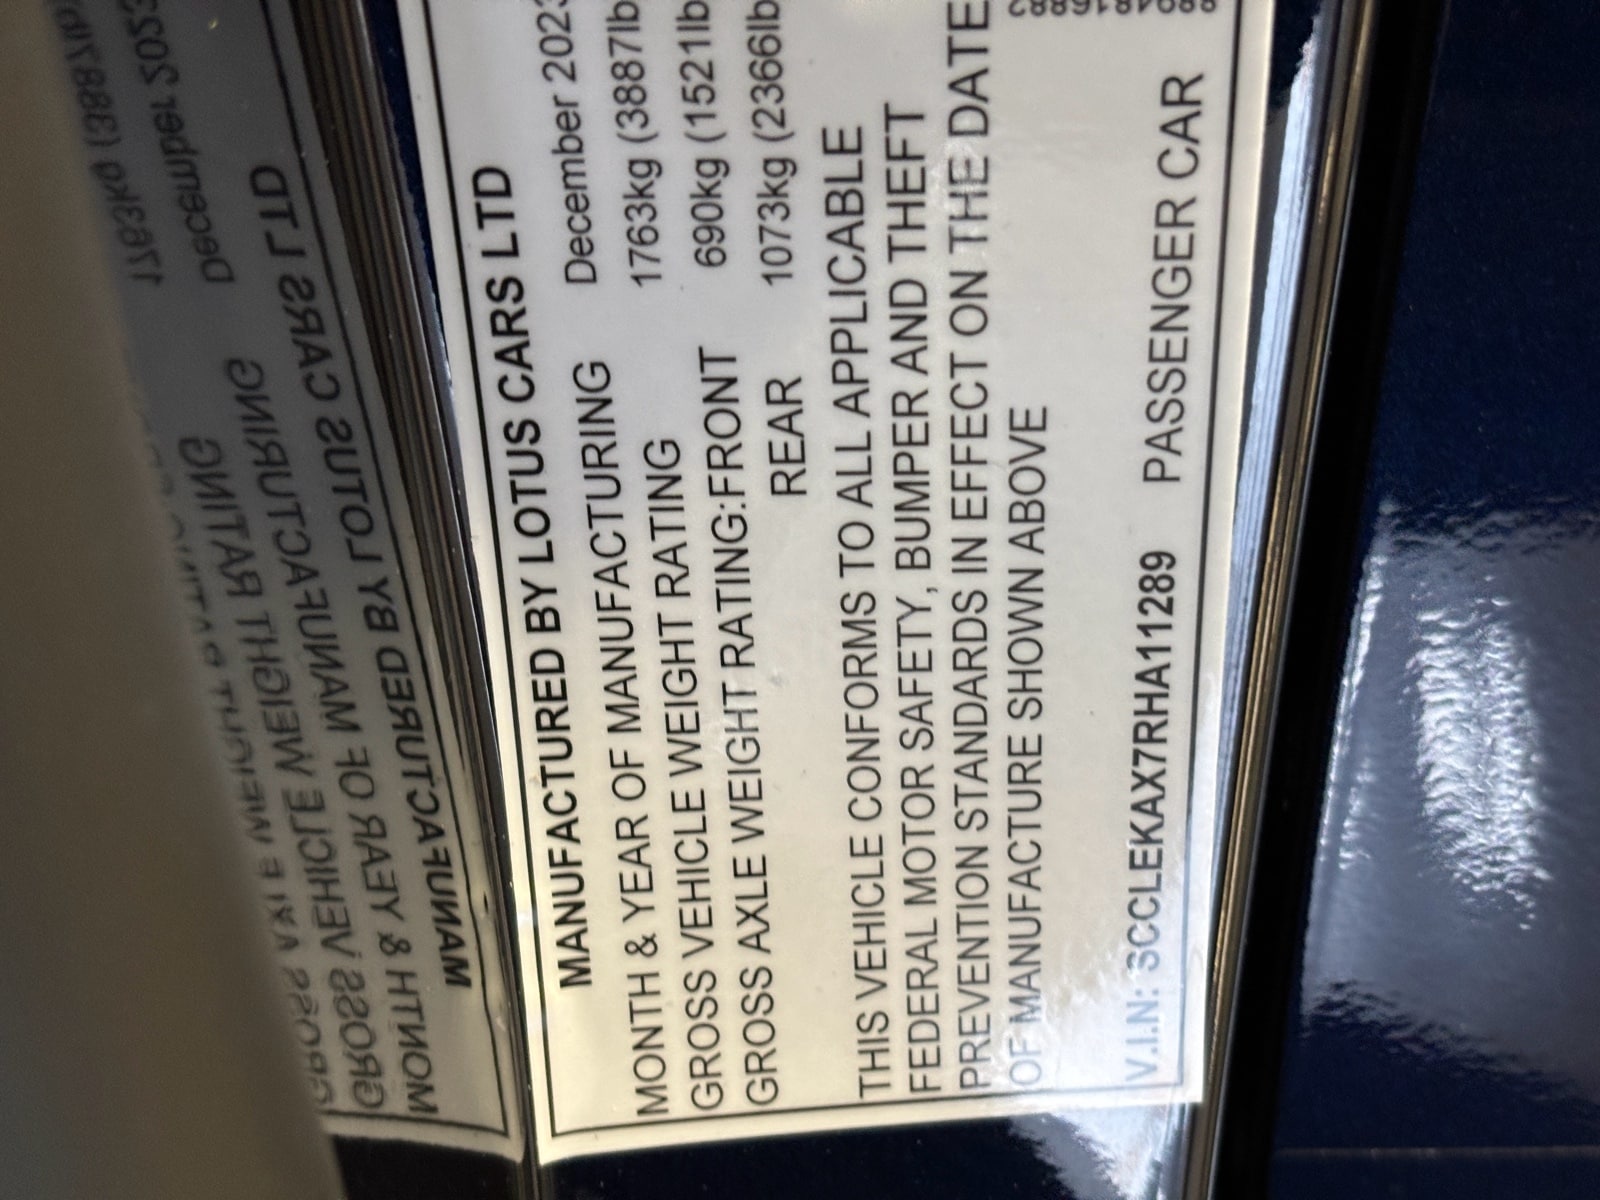 MANUFACTURED BY LOTUS CARS LTD
MONTH & YEAR OF MANUFACTURING December 2023
GROSS VEHICLE WEIGHT RATING 1763kg (3887lb
GROSS AXLE WEIGHT RATING:FRONT 690kg (1521lb
REAR 1073kg (2366lb
THIS VEHICLE CONFORMS TO ALL APPLICABLE
FEDERAL MOTOR SAFETY, BUMPER AND THEFT
PREVENTION STANDARDS IN EFFECT ON THE DATE
OF MANUFACTURE SHOWN ABOVE
V.I.N: SCCLEKAX7RHA11289 PASSENGER CAR